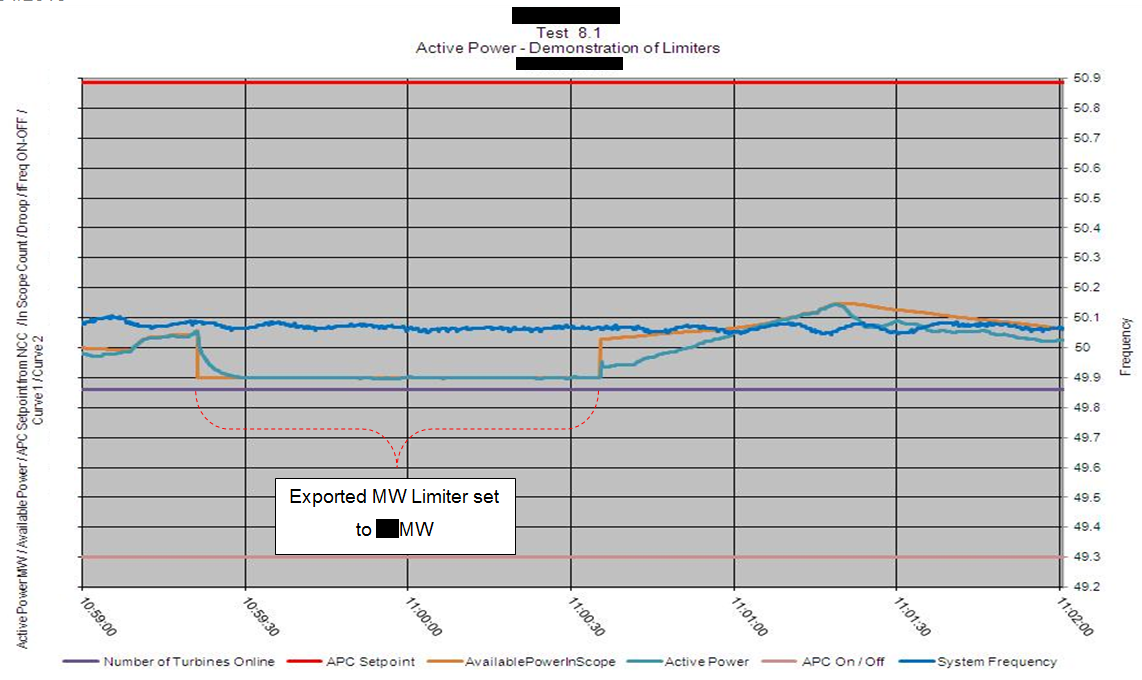 Test 8.1
Active Power - Demonstration of Limiters
Active Power MW / Available Power / APC Setpoint from NCC / In Scope Count / Droop / fFreq ON-OFF /
Curve 1 / Curve 2
50.9
50.8
50.7
50.6
50.5
50.4
50.3
50.2
50.1
50
49.9
49.8
49.7
49.6
49.5
49.4
49.3
49.2
Frequency
Exported MW Limiter set
to MW
10:59:00
10:59:30
11:00:00
11:00:30
11:01:00
11:01:30
11:02:00
Number of Turbines Online
APC Setpoint
AvailablePowerInScope
Active Power
APC On / Off
System Frequency